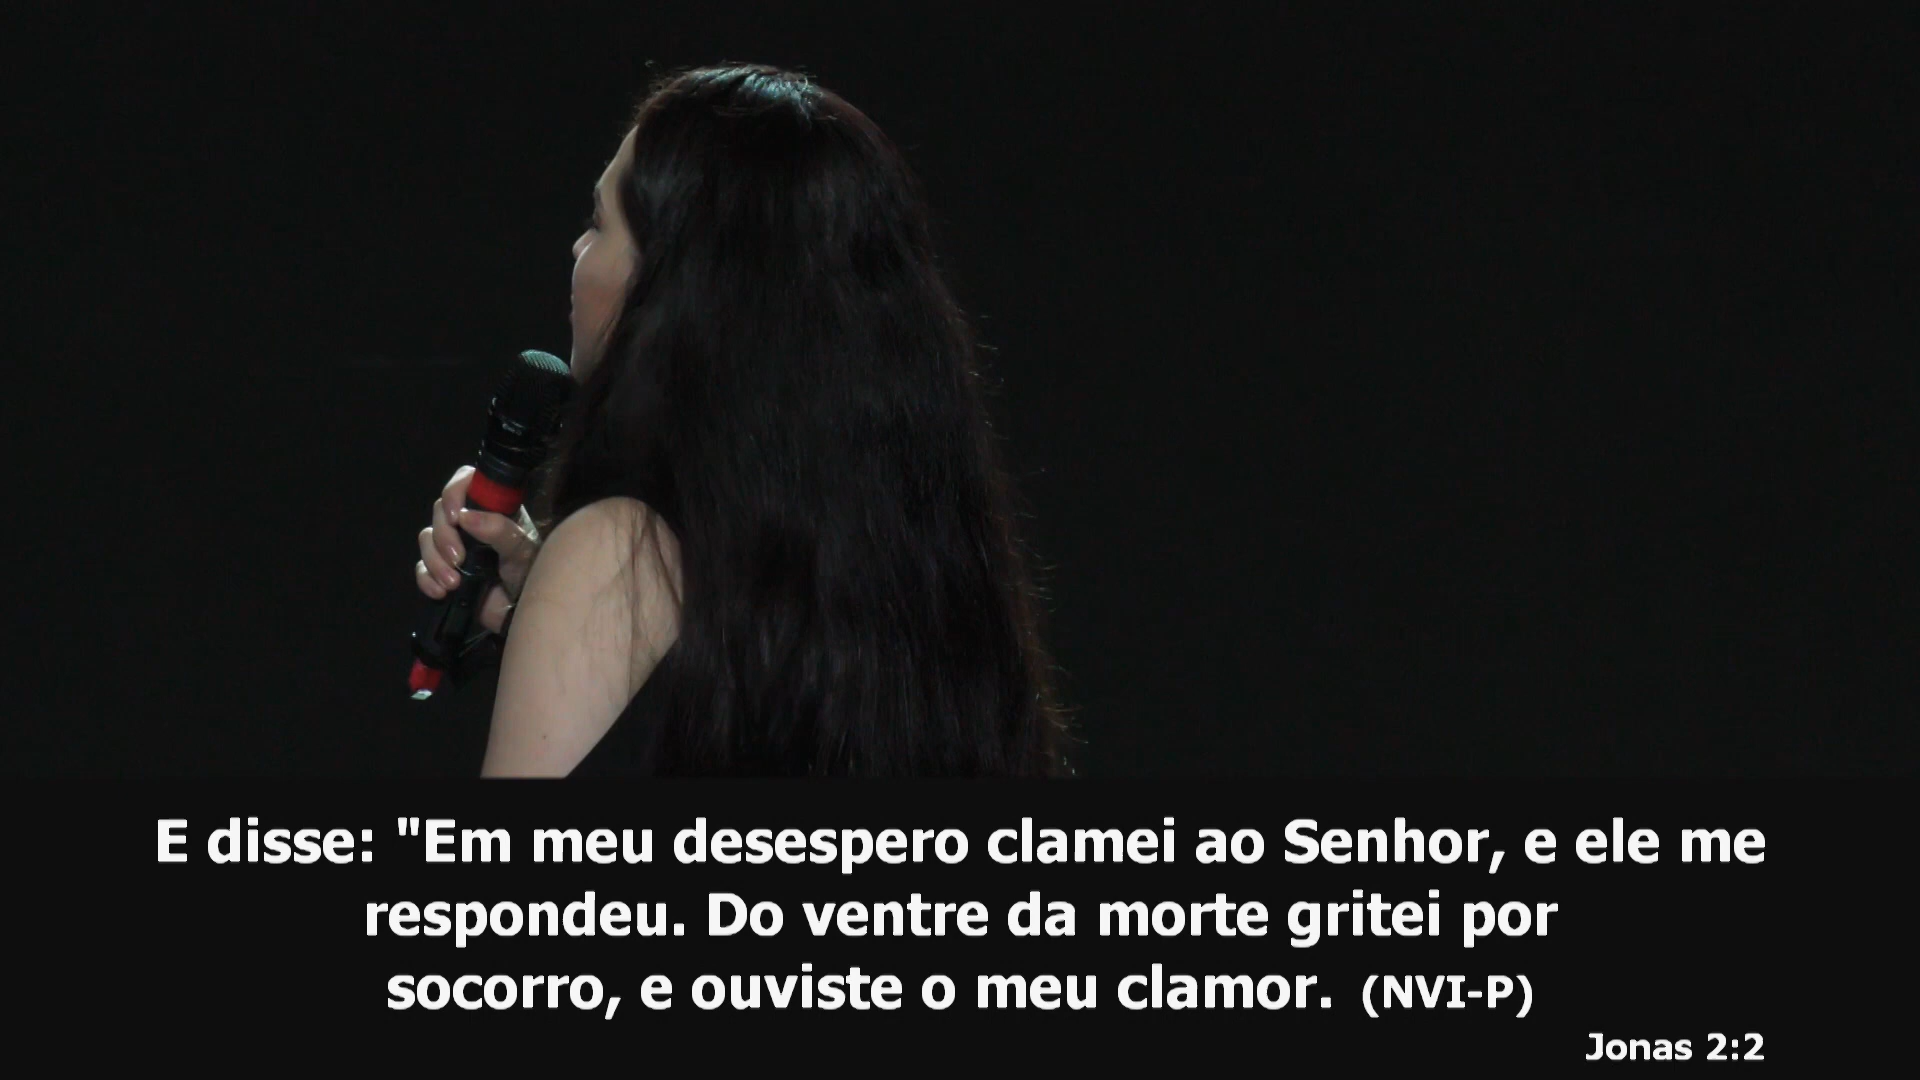 E disse: "Em meu desespero clamei ao Senhor, e ele me
respondeu. Do ventre da morte gritei por
socorro, e ouviste o meu clamor. (NVI-P)
Jonas 2:2